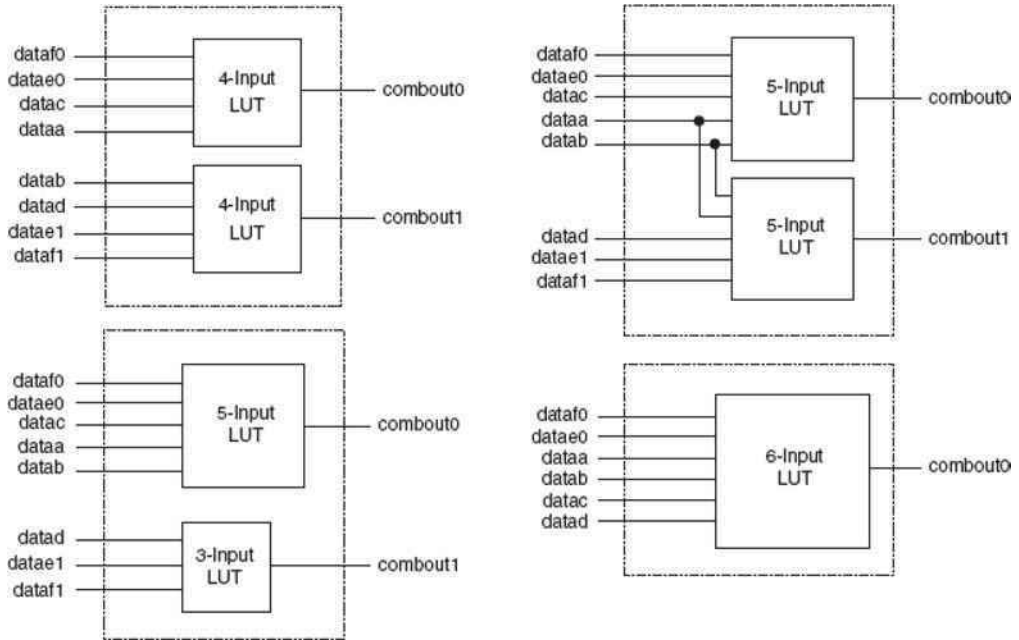 dataf0
datae0
datac
dataa
4-Input
LUT
combout0
datab
datad
datae1
dataf1
4-Input
LUT
combout1
dataf0
datae0
datac
dataa
datab
5-Input
LUT
combout0
datad
datae1
dataf1
5-Input
LUT
combout1
dataf0
datae0
datac
dataa
datab
5-Input
LUT
combout0
datad
datae1
dataf1
3-Input
LUT
combout1
dataf0
datae0
dataa
datab
datac
datad
6-Input
LUT
combout0